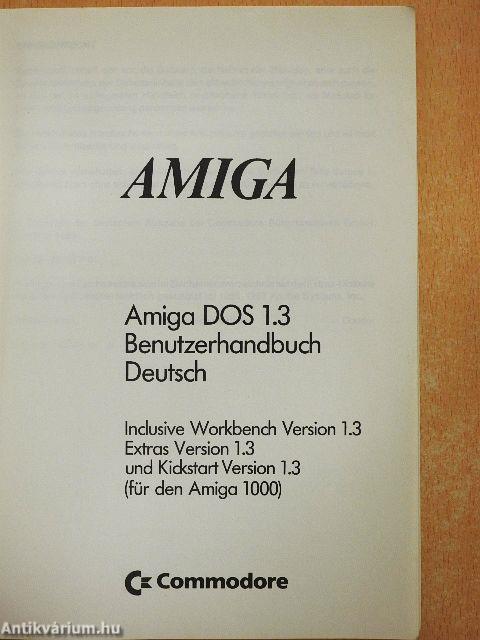 AMIGA
Amiga DOS 1.3
Benutzerhandbuch
Deutsch
Inclusive Workbench Version 1.3
Extras Version 1.3
und Kickstart Version 1.3
(für den Amiga 1000)
Commodore
Antikvárium.hu